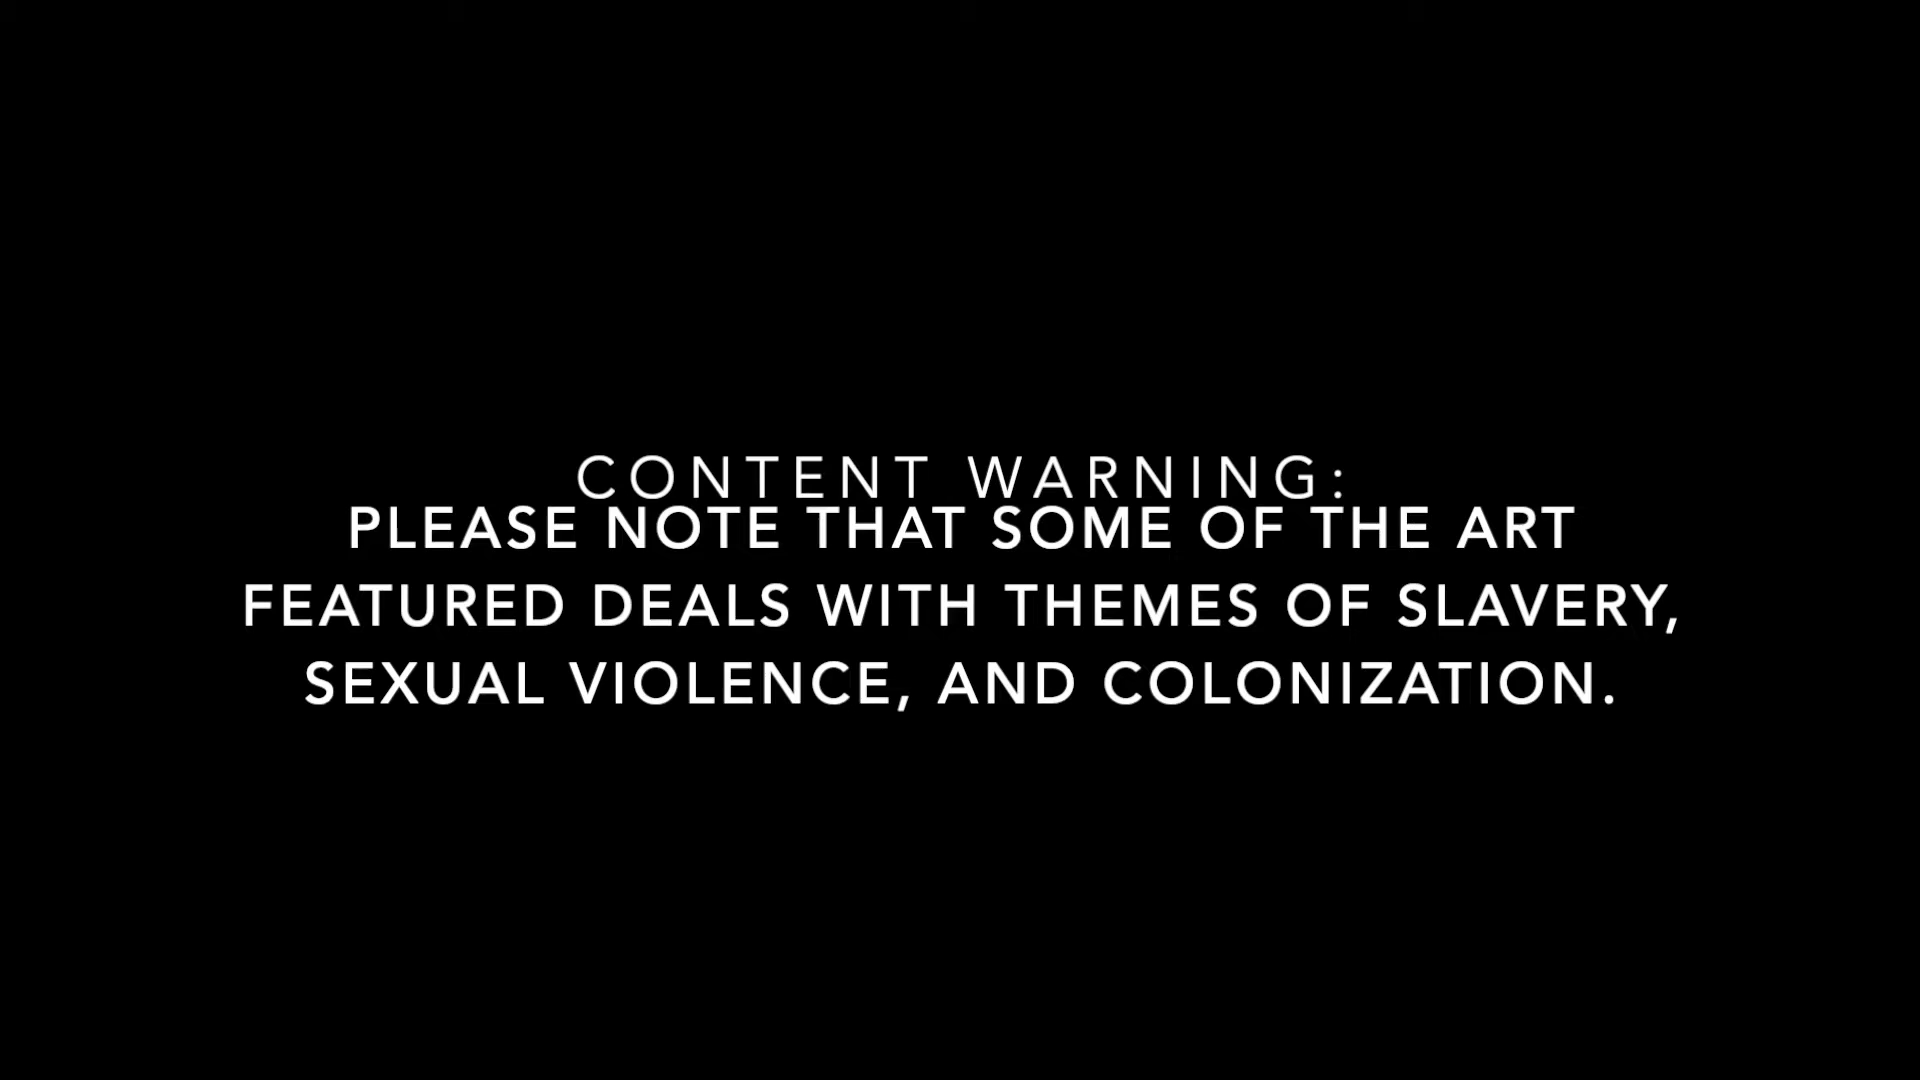 CONTENT WARNING:
PLEASE NOTE THAT SOME OF THE ART
FEATURED DEALS WITH THEMES OF SLAVERY,
SEXUAL VIOLENCE, AND COLONIZATION.